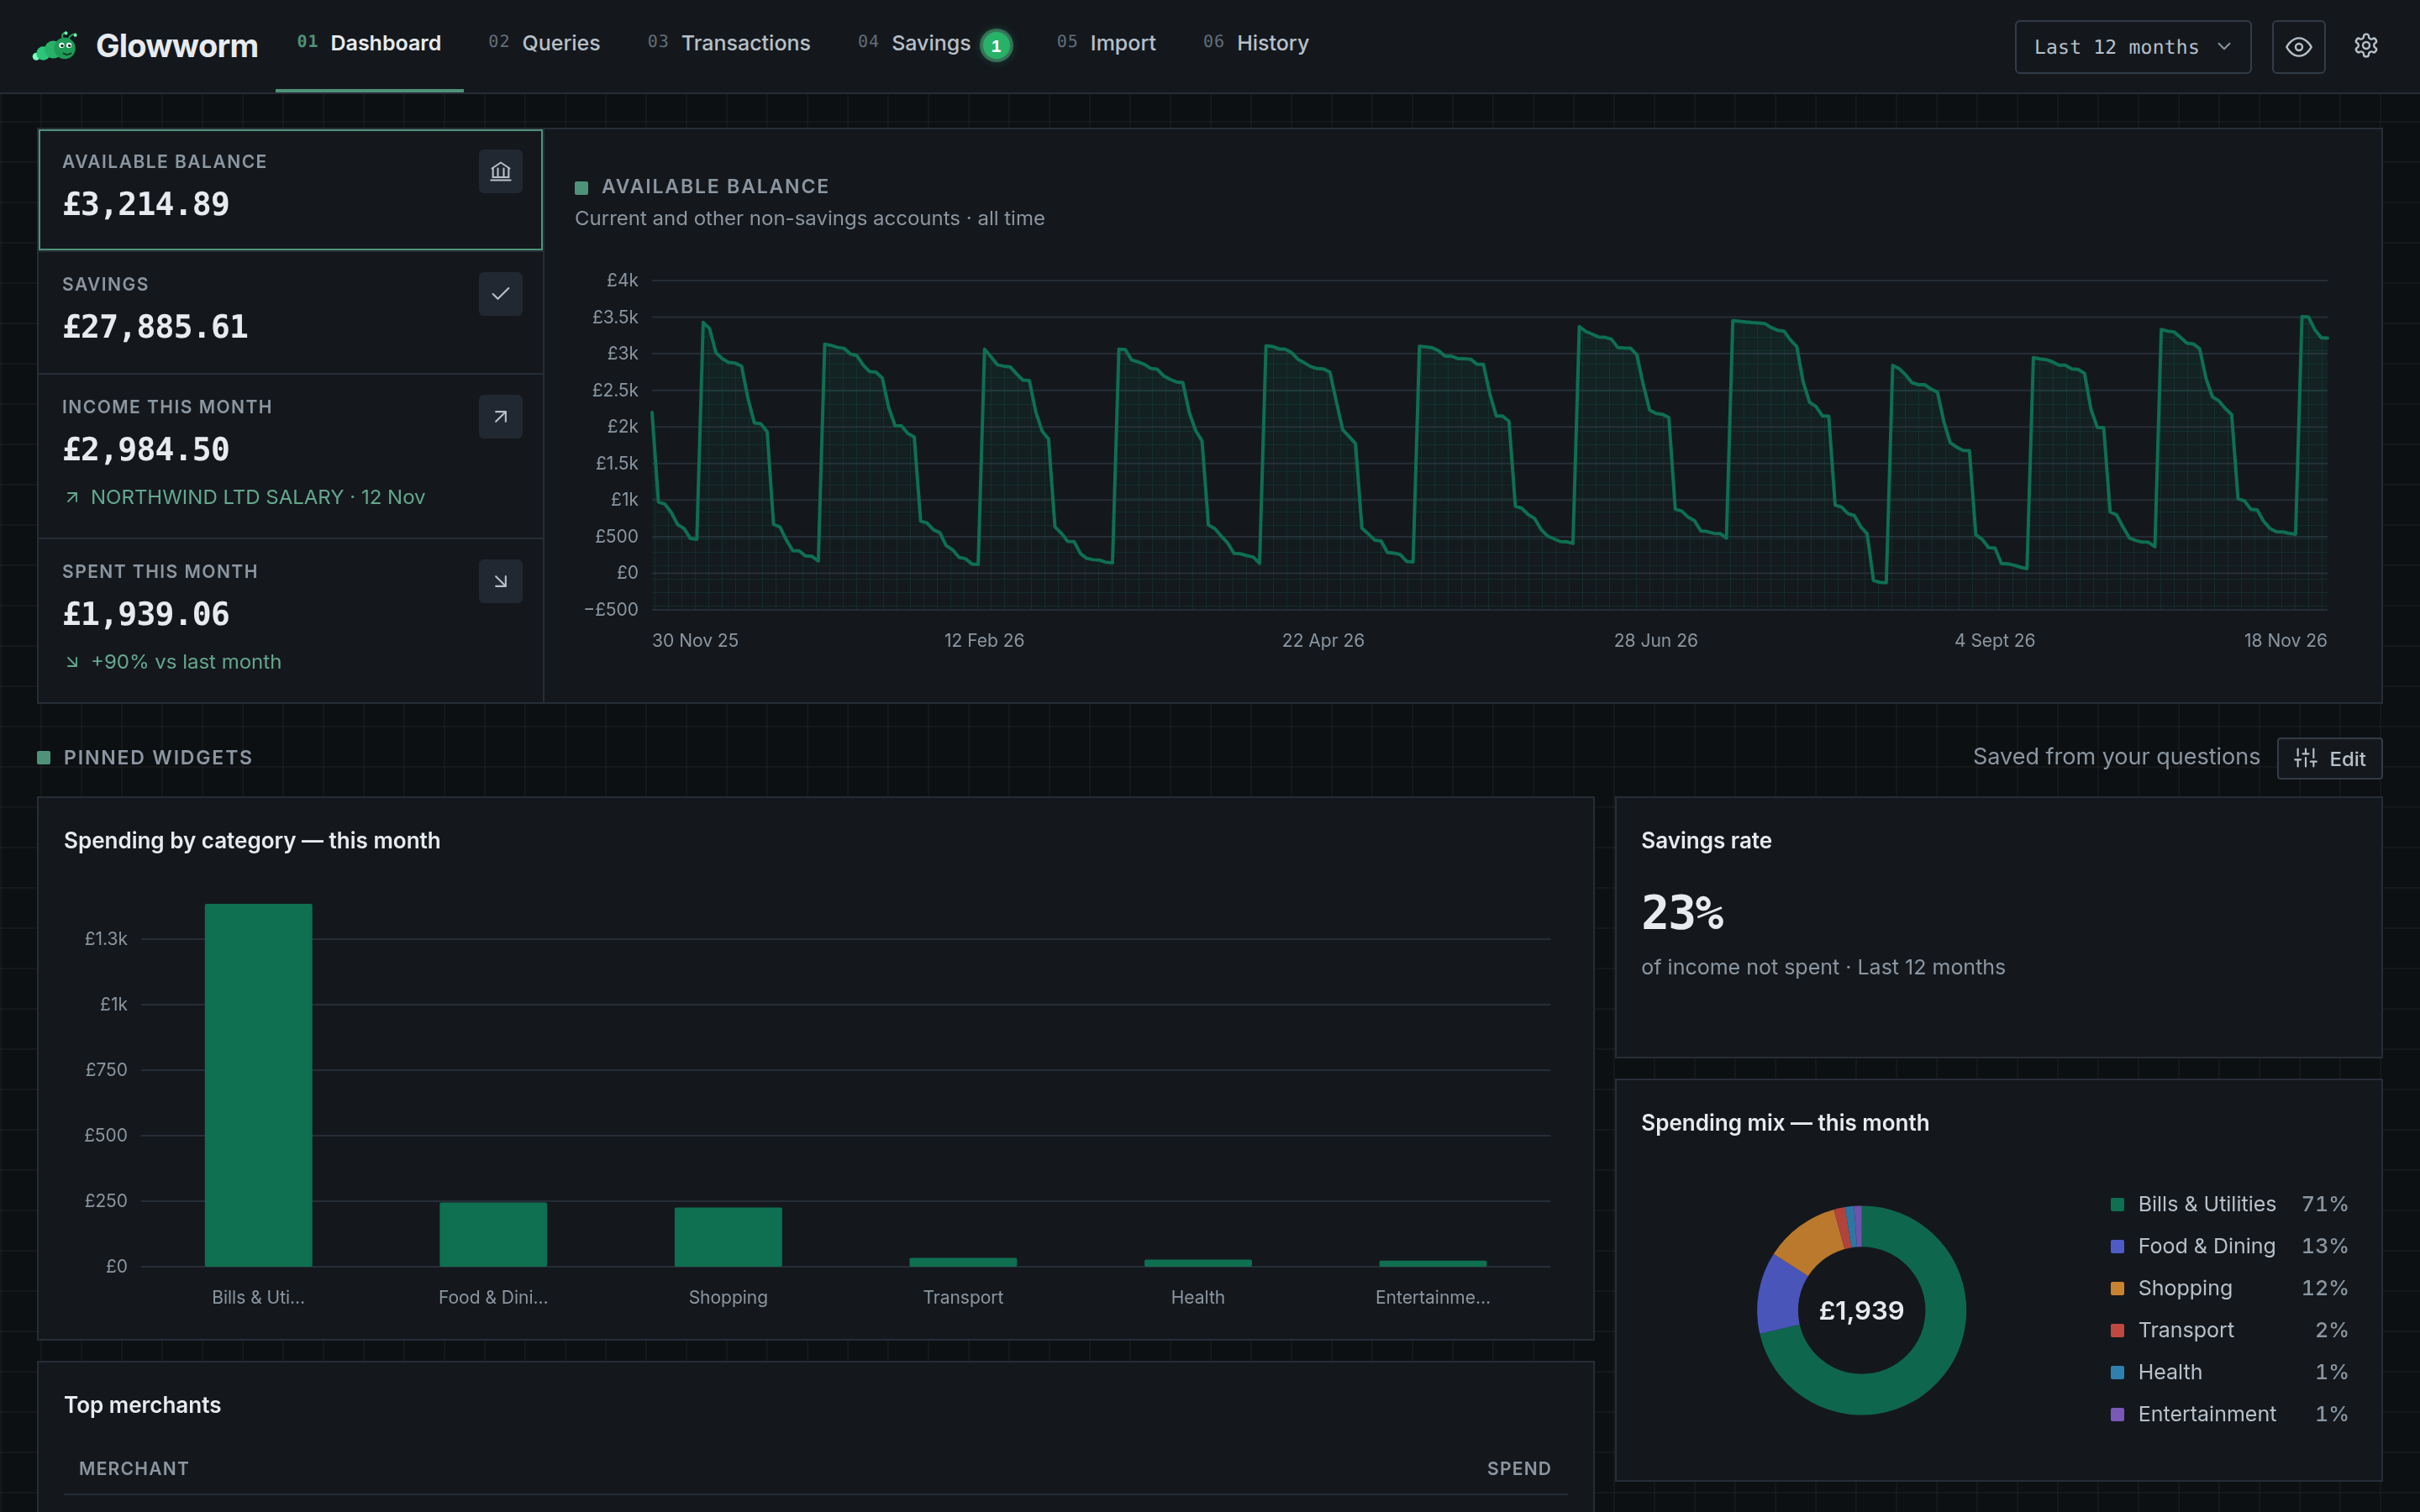 Glowworm
01 Dashboard
02 Queries
03 Transactions
04 Savings 1
05 Import
06 History
Last 12 months
AVAILABLE BALANCE
£3,214.89
SAVINGS
£27,885.61
INCOME THIS MONTH
£2,984.50
NORTHWIND LTD SALARY · 12 Nov
SPENT THIS MONTH
£1,939.06
+90% vs last month
AVAILABLE BALANCE
Current and other non-savings accounts · all time
£4k
£3.5k
£3k
£2.5k
£2k
£1.5k
£1k
£500
£0
−£500
30 Nov 25
12 Feb 26
22 Apr 26
28 Jun 26
4 Sept 26
18 Nov 26
PINNED WIDGETS
Saved from your questions
Edit
Spending by category — this month
£1.3k
£1k
£750
£500
£250
£0
Bills & Uti...
Food & Dini...
Shopping
Transport
Health
Entertainme...
Savings rate
23%
of income not spent · Last 12 months
Spending mix — this month
£1,939
Bills & Utilities 71%
Food & Dining 13%
Shopping 12%
Transport 2%
Health 1%
Entertainment 1%
Top merchants
MERCHANT SPEND